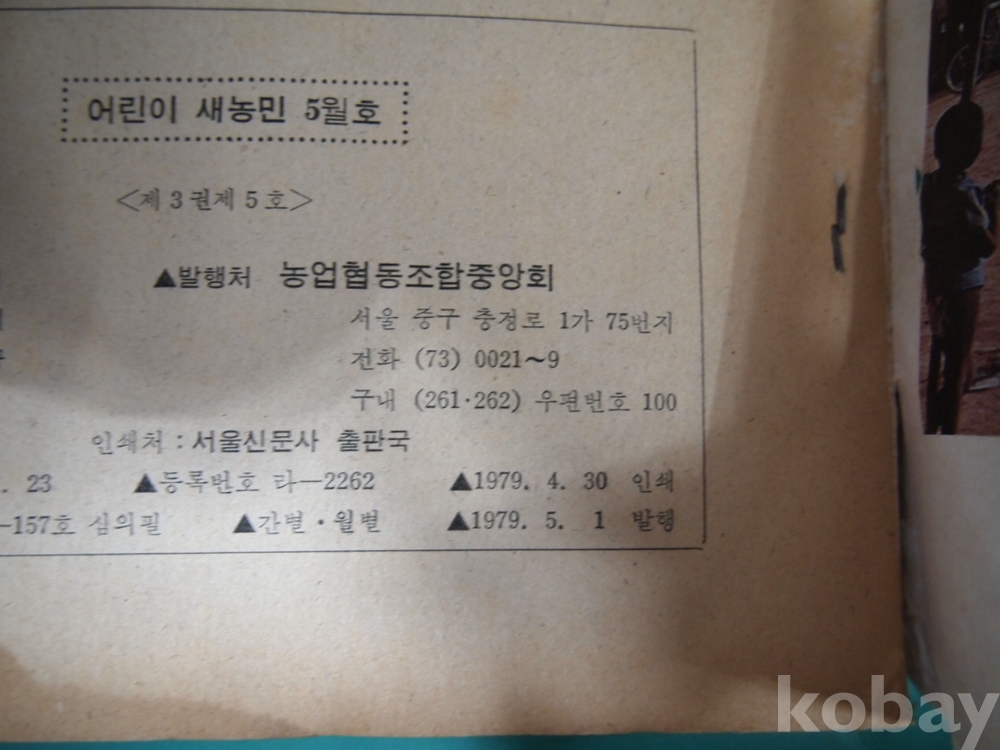 어린이 새농민 5월호
<제3권제5호>
▲발행처 농업협동조합중앙회
서울 중구 충정로 1가 75번지
전화 (73) 0021~9
구내 (261·262) 우편번호 100
인쇄처 : 서울신문사 출판국
. 23 ▲등록번호 라—2262 ▲1979. 4. 30 인쇄
—157호 심의필 ▲간별·월별 ▲1979. 5. 1 발행
kobay